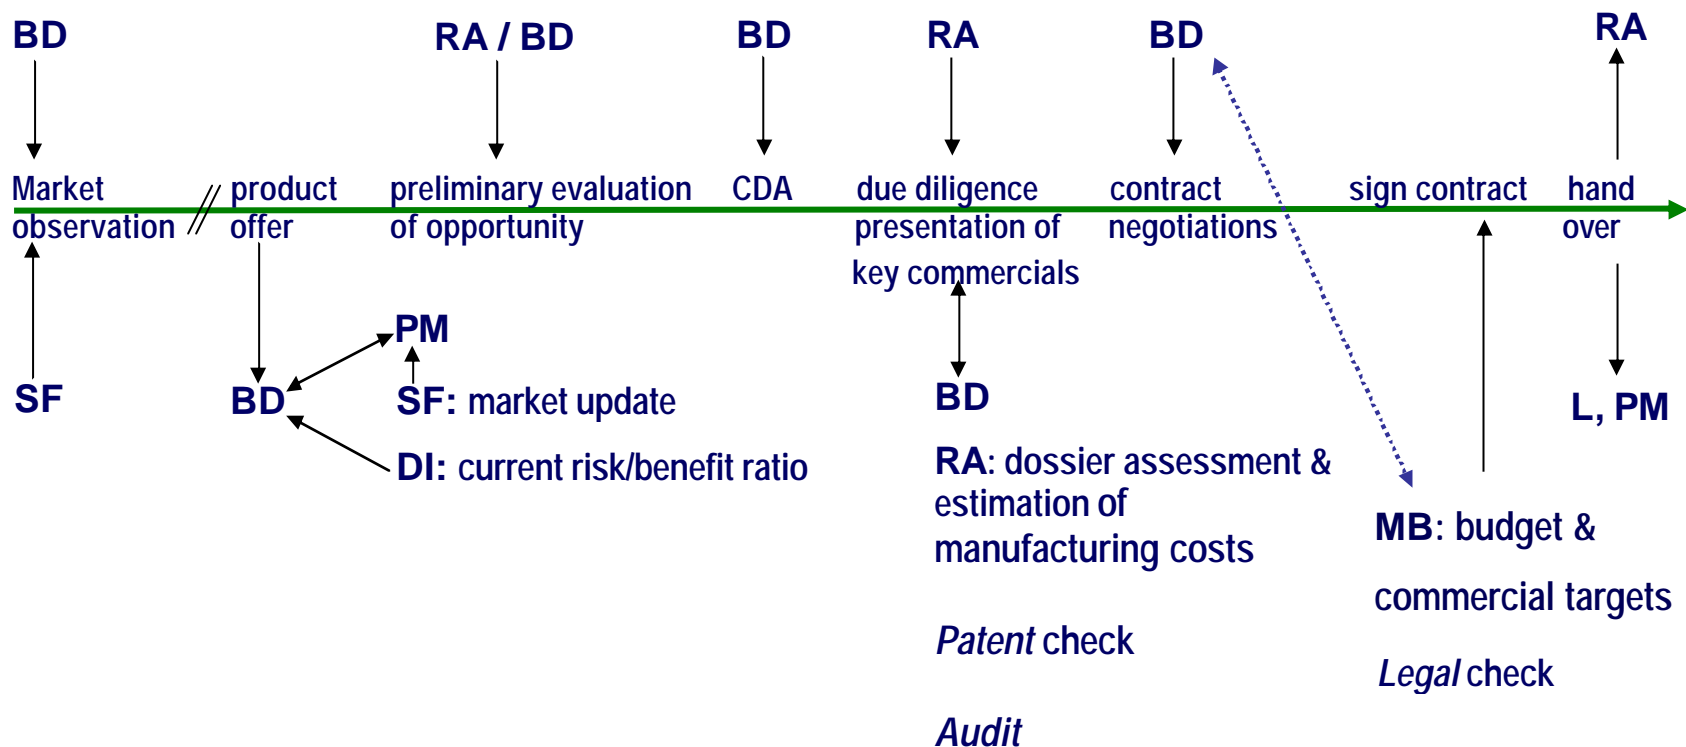 BD
RA / BD
BD
RA
BD
RA
Market
observation
product
offer
preliminary evaluation
of opportunity
CDA
due diligence
presentation of
key commercials
contract
negotiations
sign contract
hand
over
SF
BD
PM
SF: market update
DI: current risk/benefit ratio
BD
RA: dossier assessment &
estimation of
manufacturing costs
Patent check
Audit
MB: budget &
commercial targets
Legal check
L, PM